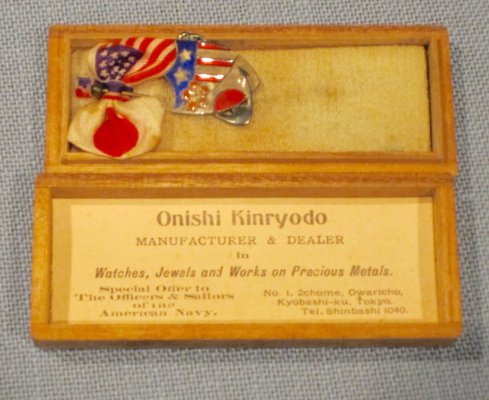 Onishi Kinryodo
MANUFACTURER & DEALER
In
Watches, Jewels and Works on Precious Metals.
Special Offer to
The Officers & Sailors
of the
American Navy.
No. 1. 2chome, Owaricho,
Kyobashi-ku, Tokyo.
Tel. Shinbashi 1040.